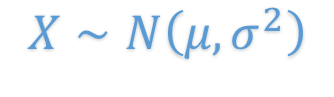 X ~ N(μ, σ²)